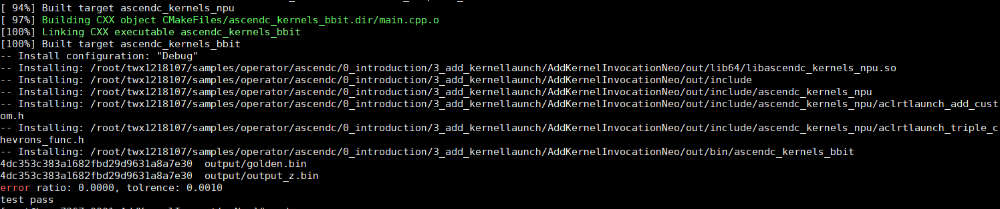 [ 94%] Built target ascendc_kernels_npu
[ 97%] Building CXX object CMakeFiles/ascendc_kernels_bbit.dir/main.cpp.o
[100%] Linking CXX executable ascendc_kernels_bbit
[100%] Built target ascendc_kernels_bbit
-- Install configuration: "Debug"
-- Installing: /root/twx1218107/samples/operator/ascendc/0_introduction/3_add_kernellaunch/AddKernelInvocationNeo/out/lib64/libascendc_kernels_npu.so
-- Installing: /root/twx1218107/samples/operator/ascendc/0_introduction/3_add_kernellaunch/AddKernelInvocationNeo/out/include
-- Installing: /root/twx1218107/samples/operator/ascendc/0_introduction/3_add_kernellaunch/AddKernelInvocationNeo/out/include/ascendc_kernels_npu
-- Installing: /root/twx1218107/samples/operator/ascendc/0_introduction/3_add_kernellaunch/AddKernelInvocationNeo/out/include/ascendc_kernels_npu/aclrtlaunch_add_cust
om.h
-- Installing: /root/twx1218107/samples/operator/ascendc/0_introduction/3_add_kernellaunch/AddKernelInvocationNeo/out/include/ascendc_kernels_npu/aclrtlaunch_triple_c
hevrons_func.h
-- Installing: /root/twx1218107/samples/operator/ascendc/0_introduction/3_add_kernellaunch/AddKernelInvocationNeo/out/bin/ascendc_kernels_bbit
4dc353c383a1682fbd29d9631a8a7e30  output/golden.bin
4dc353c383a1682fbd29d9631a8a7e30  output/output_z.bin
error ratio: 0.0000, tolrence: 0.0010
test pass